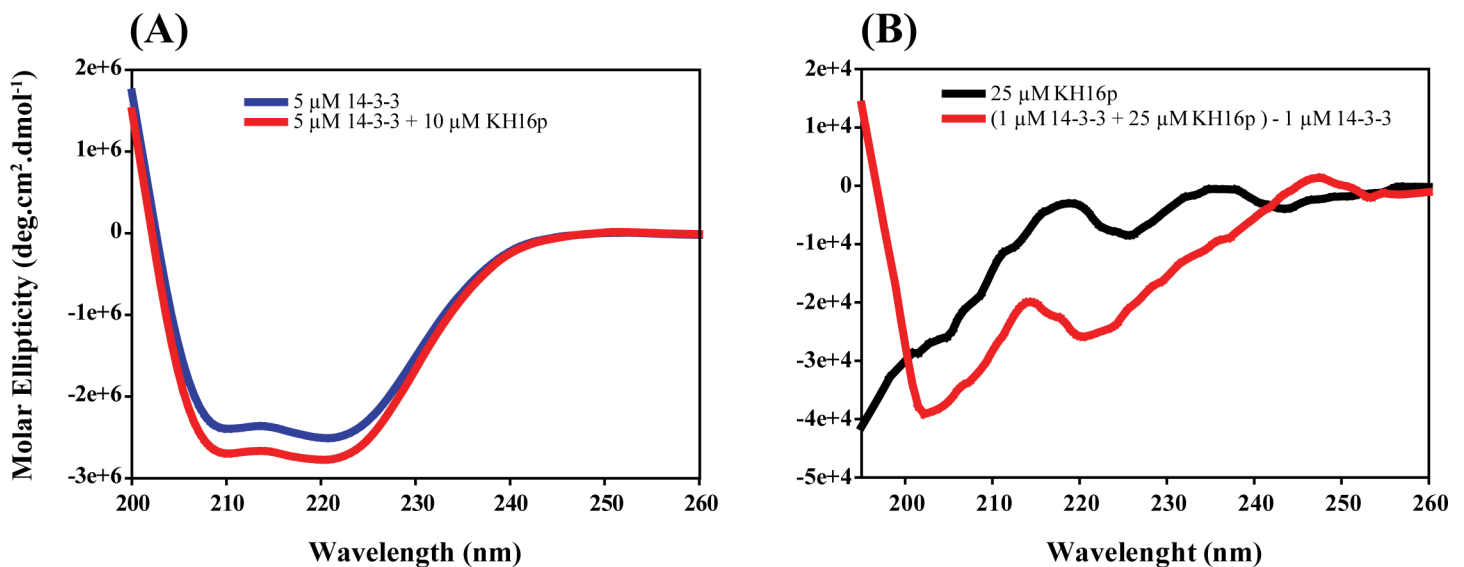 (A)
Molar Ellipticity (deg.cm².dmol⁻¹)
2e+6
1e+6
0
-1e+6
-2e+6
-3e+6
5 µM 14-3-3
5 µM 14-3-3 + 10 µM KH16p
200 210 220 230 240 250 260
Wavelength (nm)
(B)
2e+4
1e+4
0
-1e+4
-2e+4
-3e+4
-4e+4
-5e+4
25 µM KH16p
(1 µM 14-3-3 + 25 µM KH16p ) - 1 µM 14-3-3
200 210 220 230 240 250 260
Wavelenght (nm)